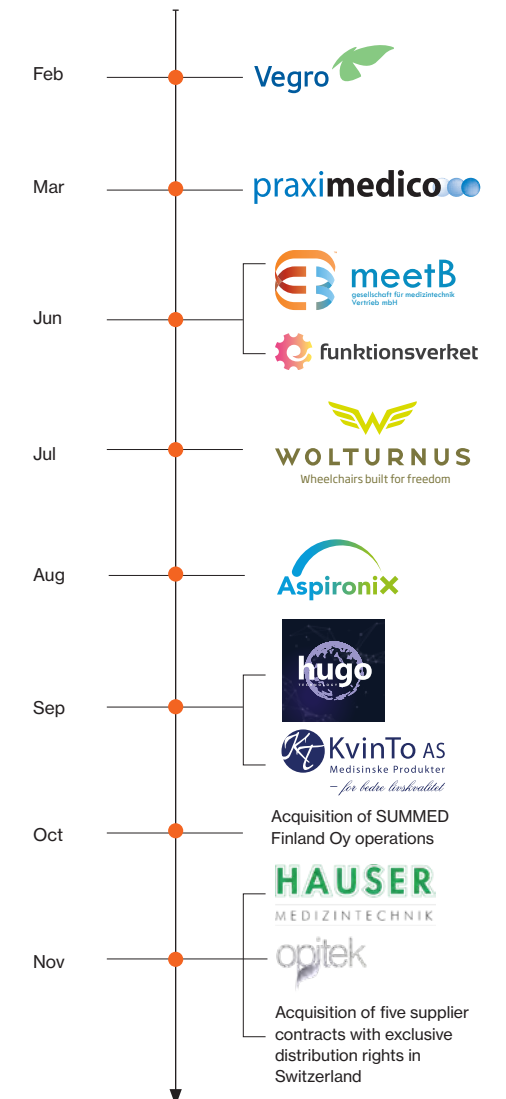 Feb
Vegro
Mar
praximedico
Jun
meetB
gesellschaft für medizintechnik
Vertrieb mbH
funktionsverket
Jul
WOLTURNUS
Wheelchairs built for freedom
Aug
AspironiX
Sep
hugo
KvinTo AS
Medisinske Produkter
– for bedre livskvalitet
Oct
Acquisition of SUMMED
Finland Oy operations
Nov
HAUSER
MEDIZINTECHNIK
opitek
Acquisition of five supplier
contracts with exclusive
distribution rights in
Switzerland